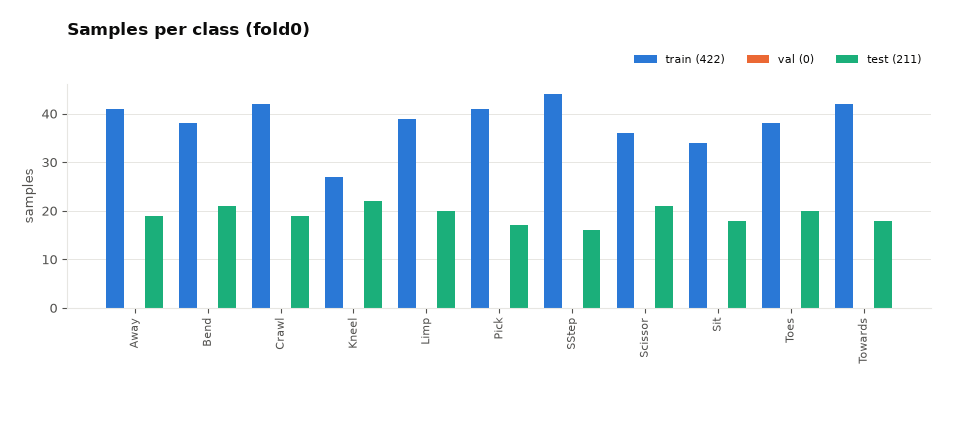 Samples per class (fold0)
train (422) val (0) test (211)
samples
40
30
20
10
0
Away Bend Crawl Kneel Limp Pick SStep Scissor Sit Toes Towards